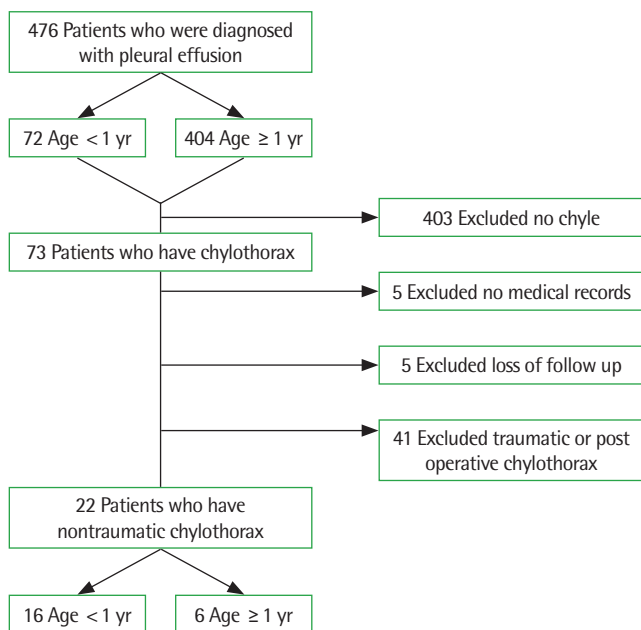 476 Patients who were diagnosed
with pleural effusion
72 Age < 1 yr
404 Age ≥ 1 yr
403 Excluded no chyle
73 Patients who have chylothorax
5 Excluded no medical records
5 Excluded loss of follow up
41 Excluded traumatic or post
operative chylothorax
22 Patients who have
nontraumatic chylothorax
16 Age < 1 yr
6 Age ≥ 1 yr